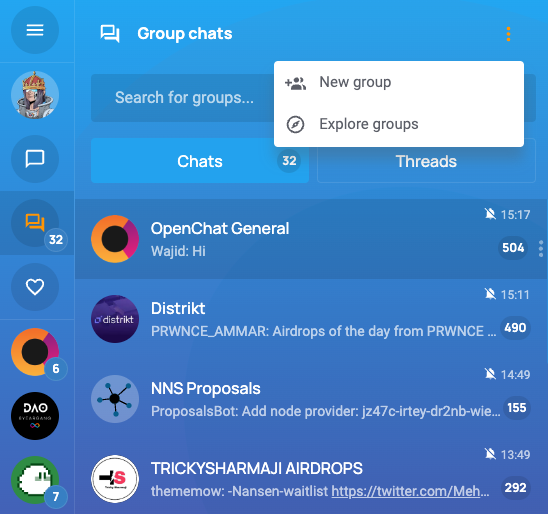 Group chats
New group
Search for groups...
Explore groups
Chats 32 Threads
32
OpenChat General 15:17
Wajid: Hi 504
Distrikt 15:11
distrikt PRWNCE_AMMAR: Airdrops of the day from PRWNCE ... 490
6
NNS Proposals 14:49
ProposalsBot: Add node provider: jz47c-irtey-dr2nb-wie... 155
DAO
TRICKYSHARMAJI AIRDROPS 13:49
thememow: -Nansen-waitlist https://twitter.com/Meh... 292
7